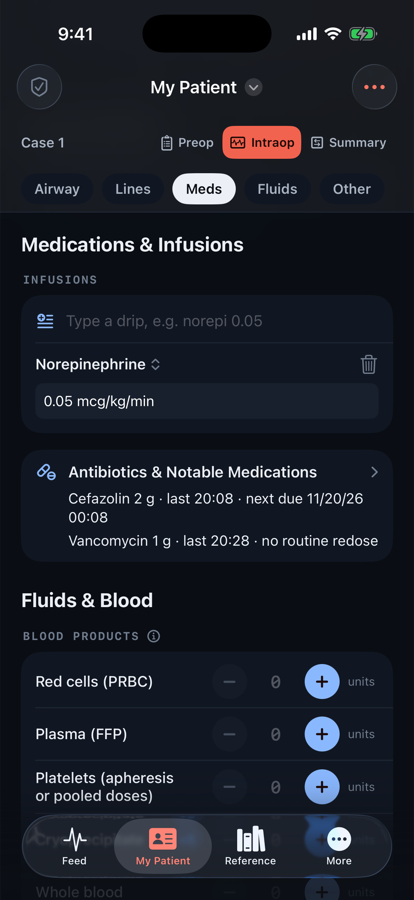 9:41
My Patient
Case 1
Preop
Intraop
Summary
Airway
Lines
Meds
Fluids
Other
Medications & Infusions
INFUSIONS
Type a drip, e.g. norepi 0.05
Norepinephrine
0.05 mcg/kg/min
Antibiotics & Notable Medications
Cefazolin 2 g · last 20:08 · next due 11/20/26
00:08
Vancomycin 1 g · last 20:28 · no routine redose
Fluids & Blood
BLOOD PRODUCTS
Red cells (PRBC)
0
units
Plasma (FFP)
0
units
Platelets (apheresis
or pooled doses)
0
units
Feed
My Patient
Reference
More
Whole blood
0
units